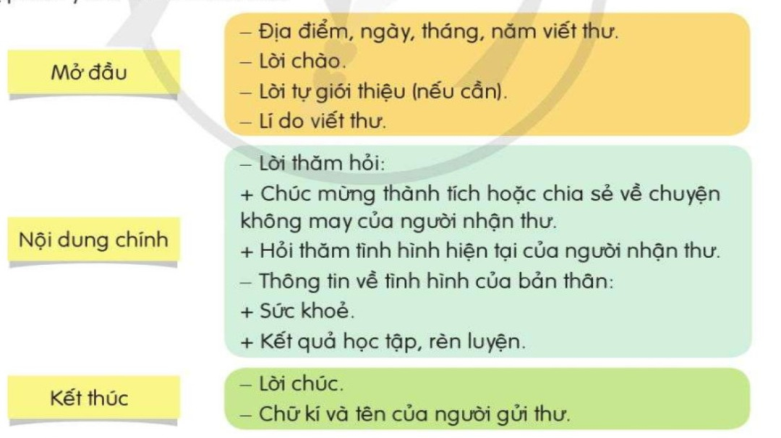 Mở đầu
– Địa điểm, ngày, tháng, năm viết thư.
– Lời chào.
– Lời tự giới thiệu (nếu cần).
– Lí do viết thư.
Nội dung chính
– Lời thăm hỏi:
+ Chúc mừng thành tích hoặc chia sẻ về chuyện
không may của người nhận thư.
+ Hỏi thăm tình hình hiện tại của người nhận thư.
– Thông tin về tình hình của bản thân:
+ Sức khoẻ.
+ Kết quả học tập, rèn luyện.
Kết thúc
– Lời chúc.
– Chữ kí và tên của người gửi thư.